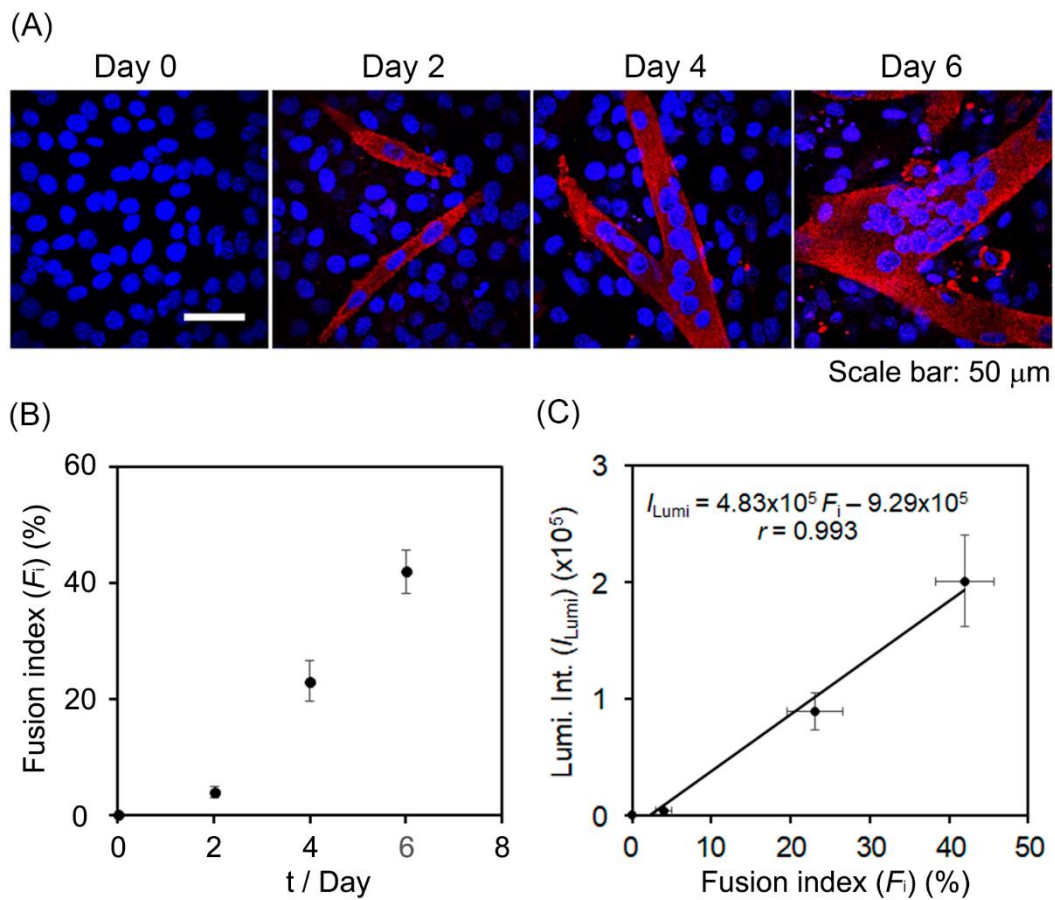 (A)
Day 0 Day 2 Day 4 Day 6
Scale bar: 50 μm
(B)
60
40
20
0
Fusion index (Fi) (%)
0 2 4 6 8
t / Day
(C)
3
2
1
0
Lumi. Int. (ILumi) (x10⁵)
ILumi = 4.83x10⁵ Fi – 9.29x10⁵
r = 0.993
0 10 20 30 40 50
Fusion index (Fi) (%)